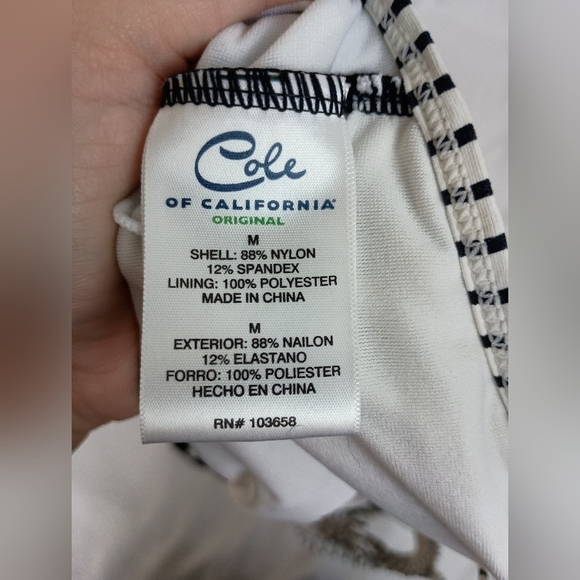 Cole
OF CALIFORNIA
ORIGINAL
M
SHELL: 88% NYLON
12% SPANDEX
LINING: 100% POLYESTER
MADE IN CHINA
M
EXTERIOR: 88% NAILON
12% ELASTANO
FORRO: 100% POLIESTER
HECHO EN CHINA
RN# 103658